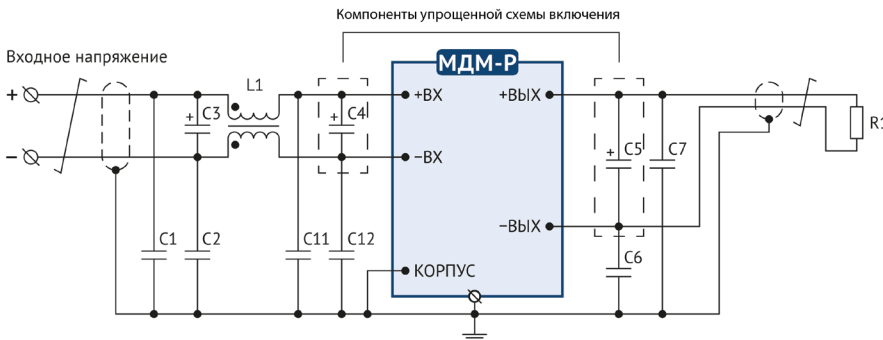 Компоненты упрощенной схемы включения
Входное напряжение
МДМ-Р
+
L1
+ВХ
+ВЫХ
+ C3
+ C4
R1
−
−ВХ
+ C5
C7
−ВЫХ
C1
C2
C11
C12
C6
КОРПУС